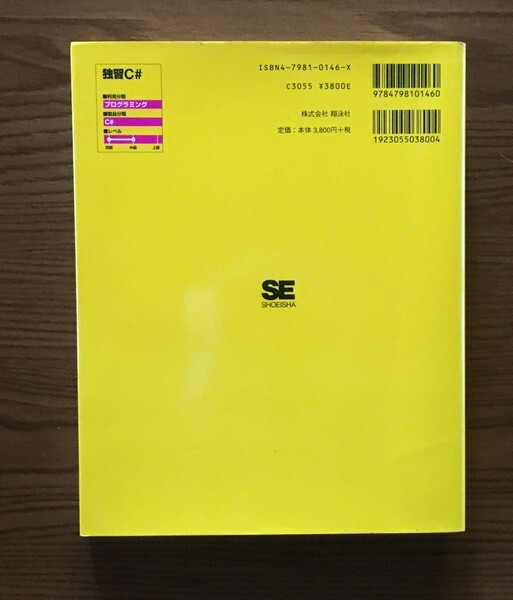 独習C#
■利用分類
プログラミング
■製品分類
C#
■レベル
初級 中級 上級
ISBN4-7981-0146-X
C3055 ¥3800E
株式会社 翔泳社
定価：本体 3,800円+税
9784798101460
1923055038004
SE
SHOEISHA